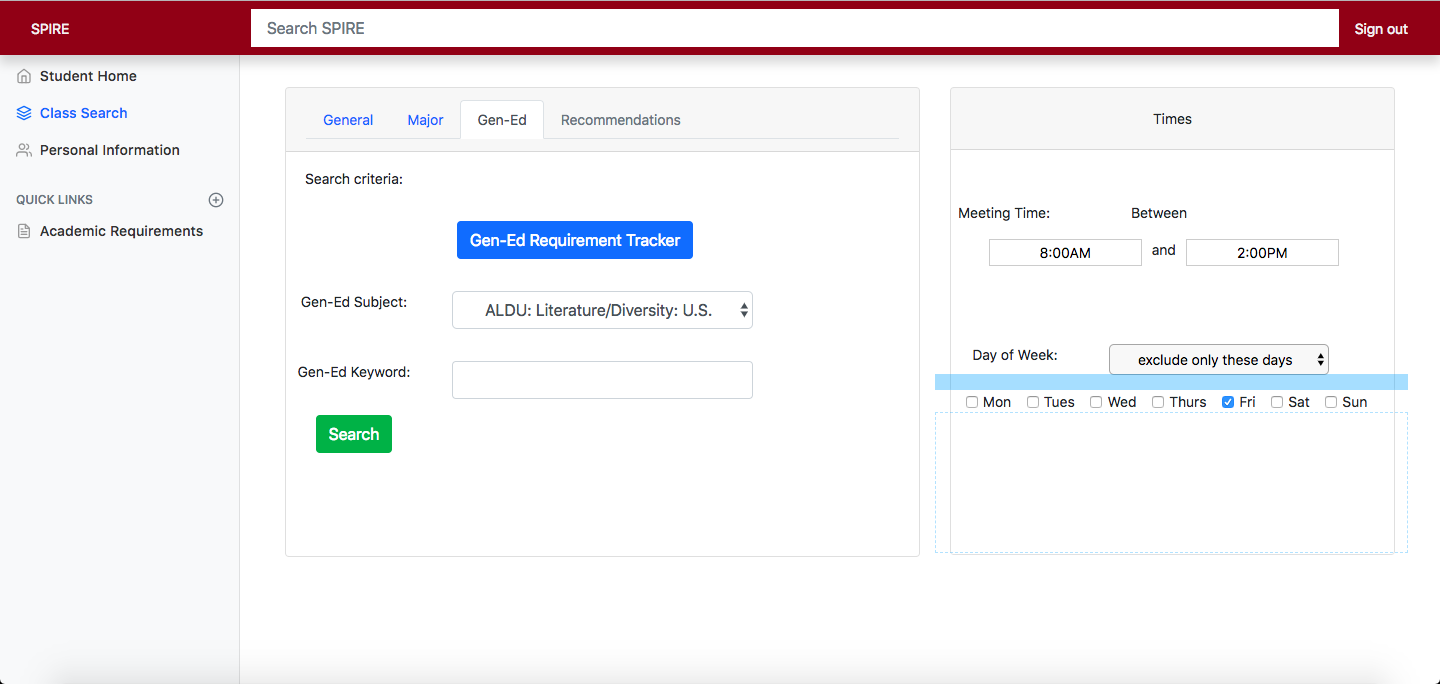 SPIRE
Search SPIRE
Sign out
Student Home
Class Search
Personal Information
QUICK LINKS
Academic Requirements
General Major Gen-Ed Recommendations
Search criteria:
Gen-Ed Requirement Tracker
Gen-Ed Subject:
ALDU: Literature/Diversity: U.S.
Gen-Ed Keyword:
Search
Times
Meeting Time: Between
8:00AM and 2:00PM
Day of Week: exclude only these days
Mon Tues Wed Thurs Fri Sat Sun